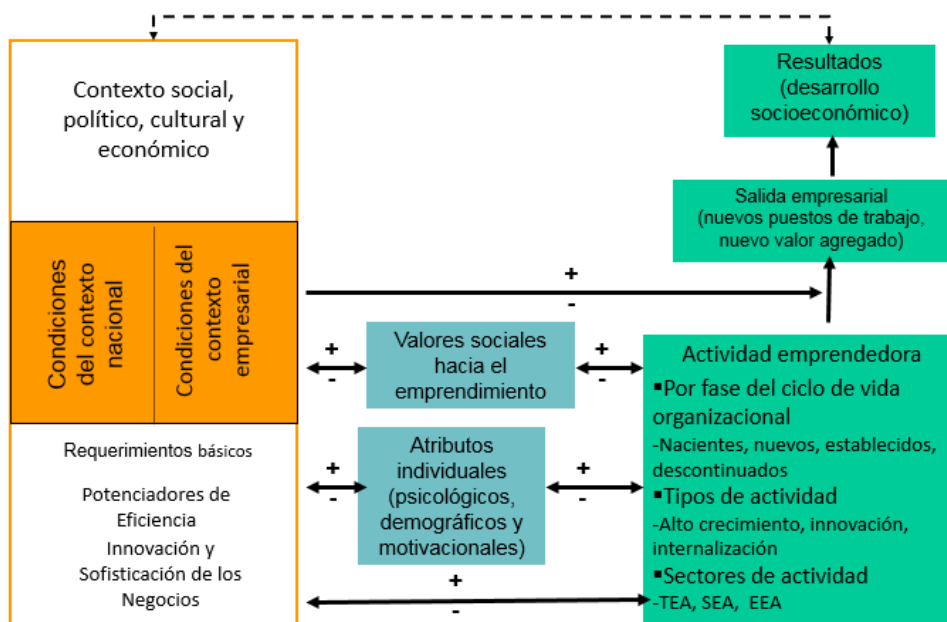 Contexto social,
político, cultural y
económico
Condiciones
del contexto
nacional
Condiciones del
contexto
empresarial
Requerimientos básicos
Potenciadores de
Eficiencia
Innovación y
Sofisticación de los
Negocios
+
-
+
-
Valores sociales
hacia el
emprendimiento
+
-
+
-
Atributos
individuales
(psicológicos,
demográficos y
motivacionales)
+
-
+
-
Resultados
(desarrollo
socioeconómico)
Salida empresarial
(nuevos puestos de trabajo,
nuevo valor agregado)
Actividad emprendedora
▪Por fase del ciclo de vida
organizacional
-Nacientes, nuevos, establecidos,
descontinuados
▪Tipos de actividad
-Alto crecimiento, innovación,
internalización
▪Sectores de actividad
-TEA, SEA, EEA